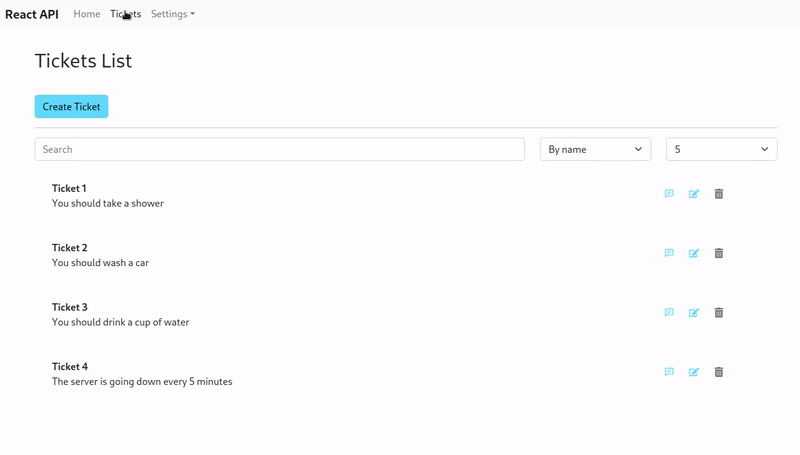 React API Home Tickets Settings
Tickets List
Create Ticket
Search By name 5
Ticket 1
You should take a shower
Ticket 2
You should wash a car
Ticket 3
You should drink a cup of water
Ticket 4
The server is going down every 5 minutes